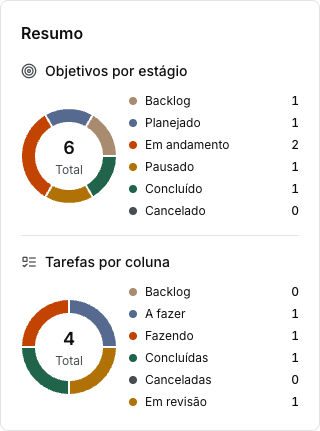 Resumo
Objetivos por estágio
6
Total
Backlog 1
Planejado 1
Em andamento 2
Pausado 1
Concluído 1
Cancelado 0
Tarefas por coluna
4
Total
Backlog 0
A fazer 1
Fazendo 1
Concluídas 1
Canceladas 0
Em revisão 1